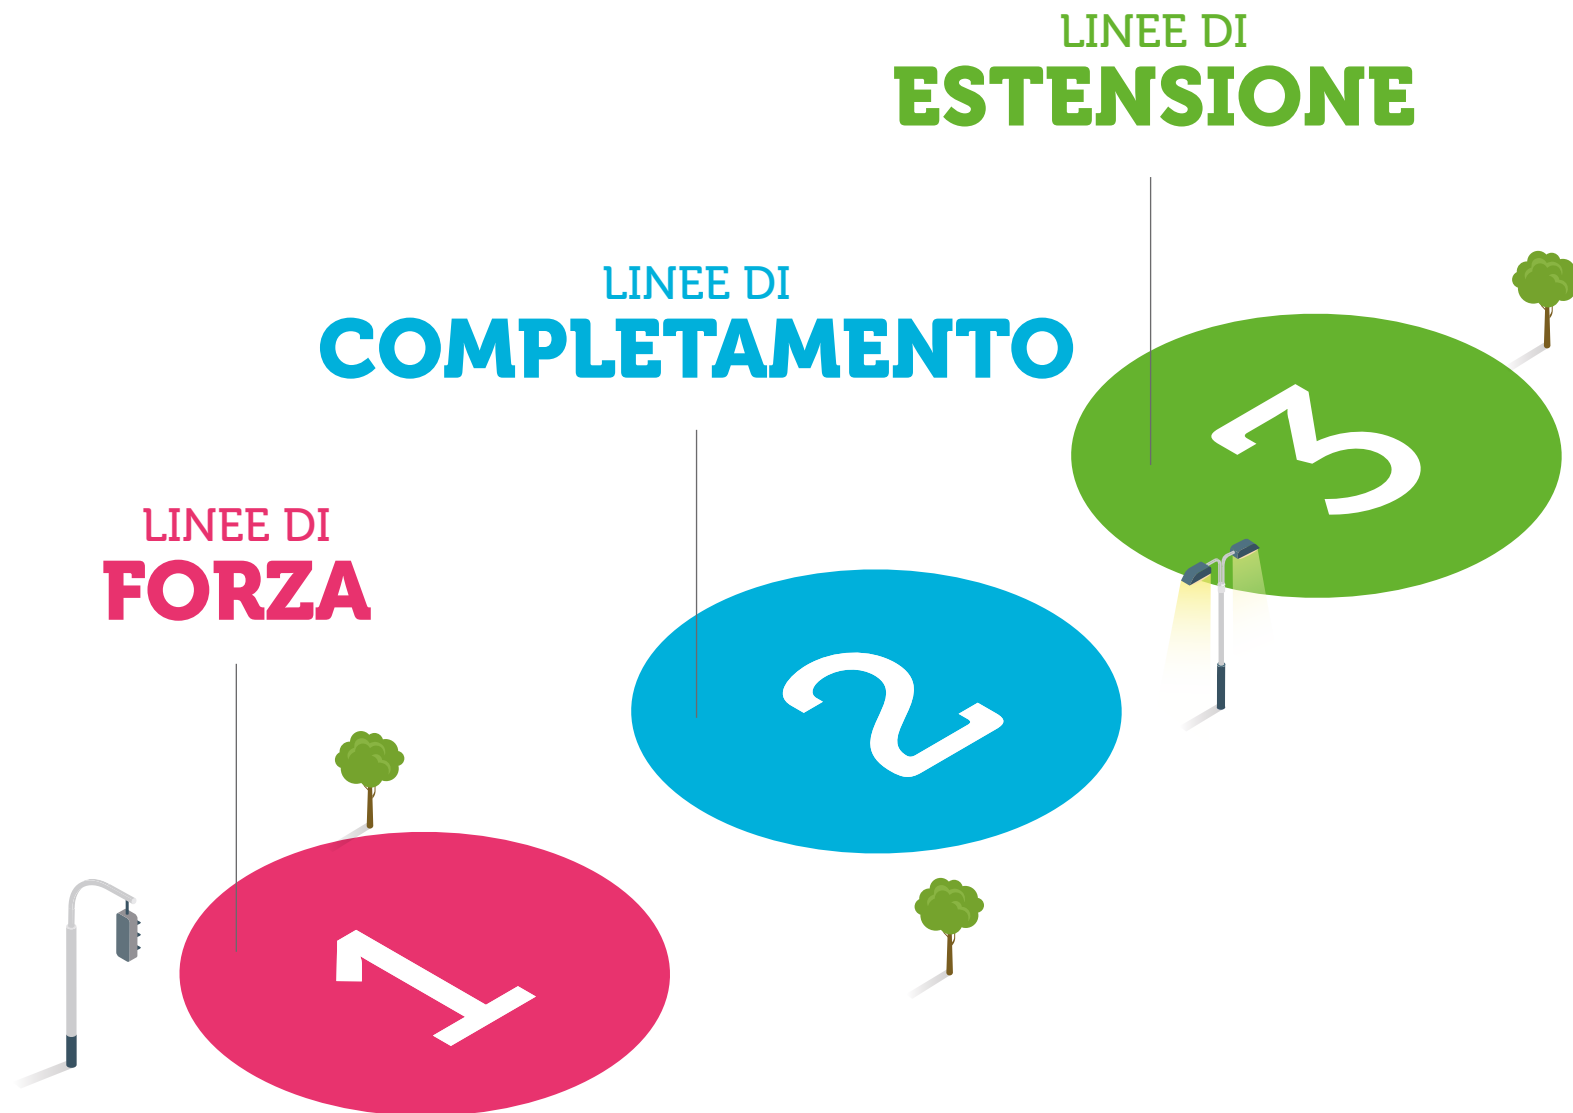 LINEE DI
ESTENSIONE
LINEE DI
COMPLETAMENTO
3
LINEE DI
FORZA
2
1